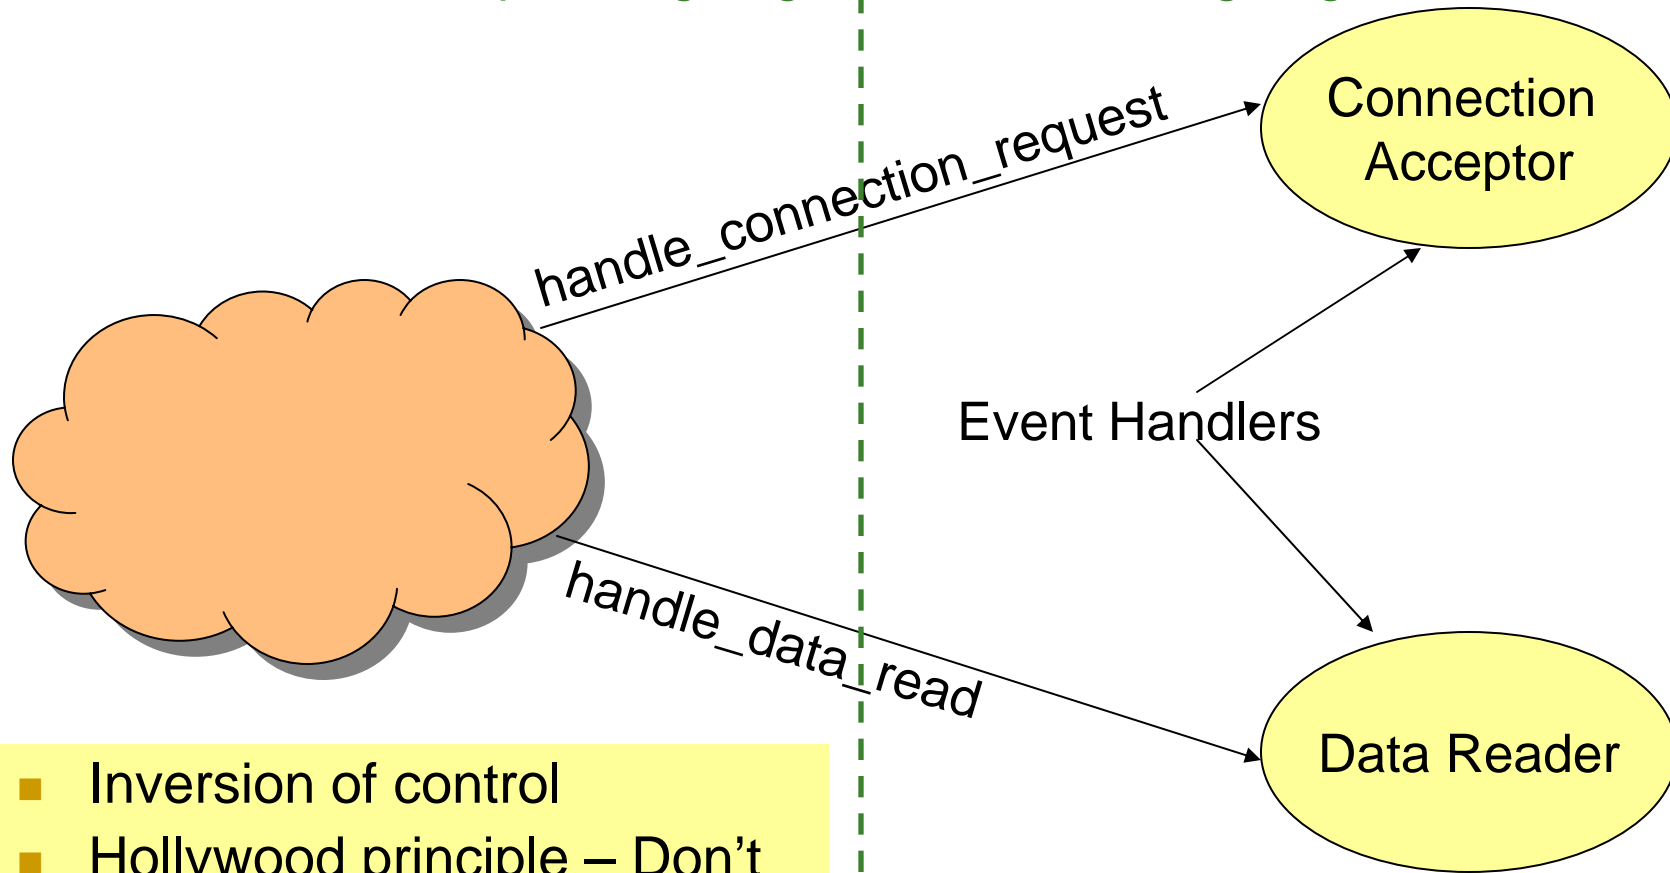 handle_connection_request
Connection
Acceptor
Event Handlers
handle_data_read
Data Reader
Inversion of control
Hollywood principle – Don't